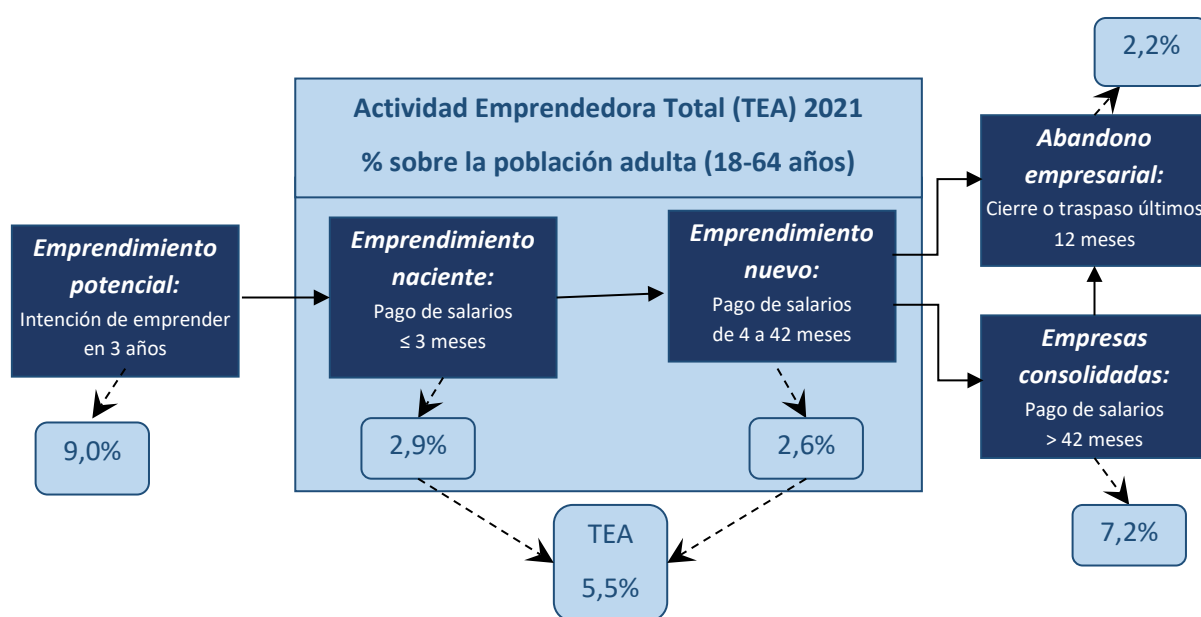 2,2%
Actividad Emprendedora Total (TEA) 2021
% sobre la población adulta (18-64 años)
Abandono
empresarial:
Cierre o traspaso últimos
12 meses
Emprendimiento
potencial:
Intención de emprender
en 3 años
Emprendimiento
naciente:
Pago de salarios
≤ 3 meses
Emprendimiento
nuevo:
Pago de salarios
de 4 a 42 meses
Empresas
consolidadas:
Pago de salarios
> 42 meses
9,0%
2,9%
2,6%
7,2%
TEA
5,5%